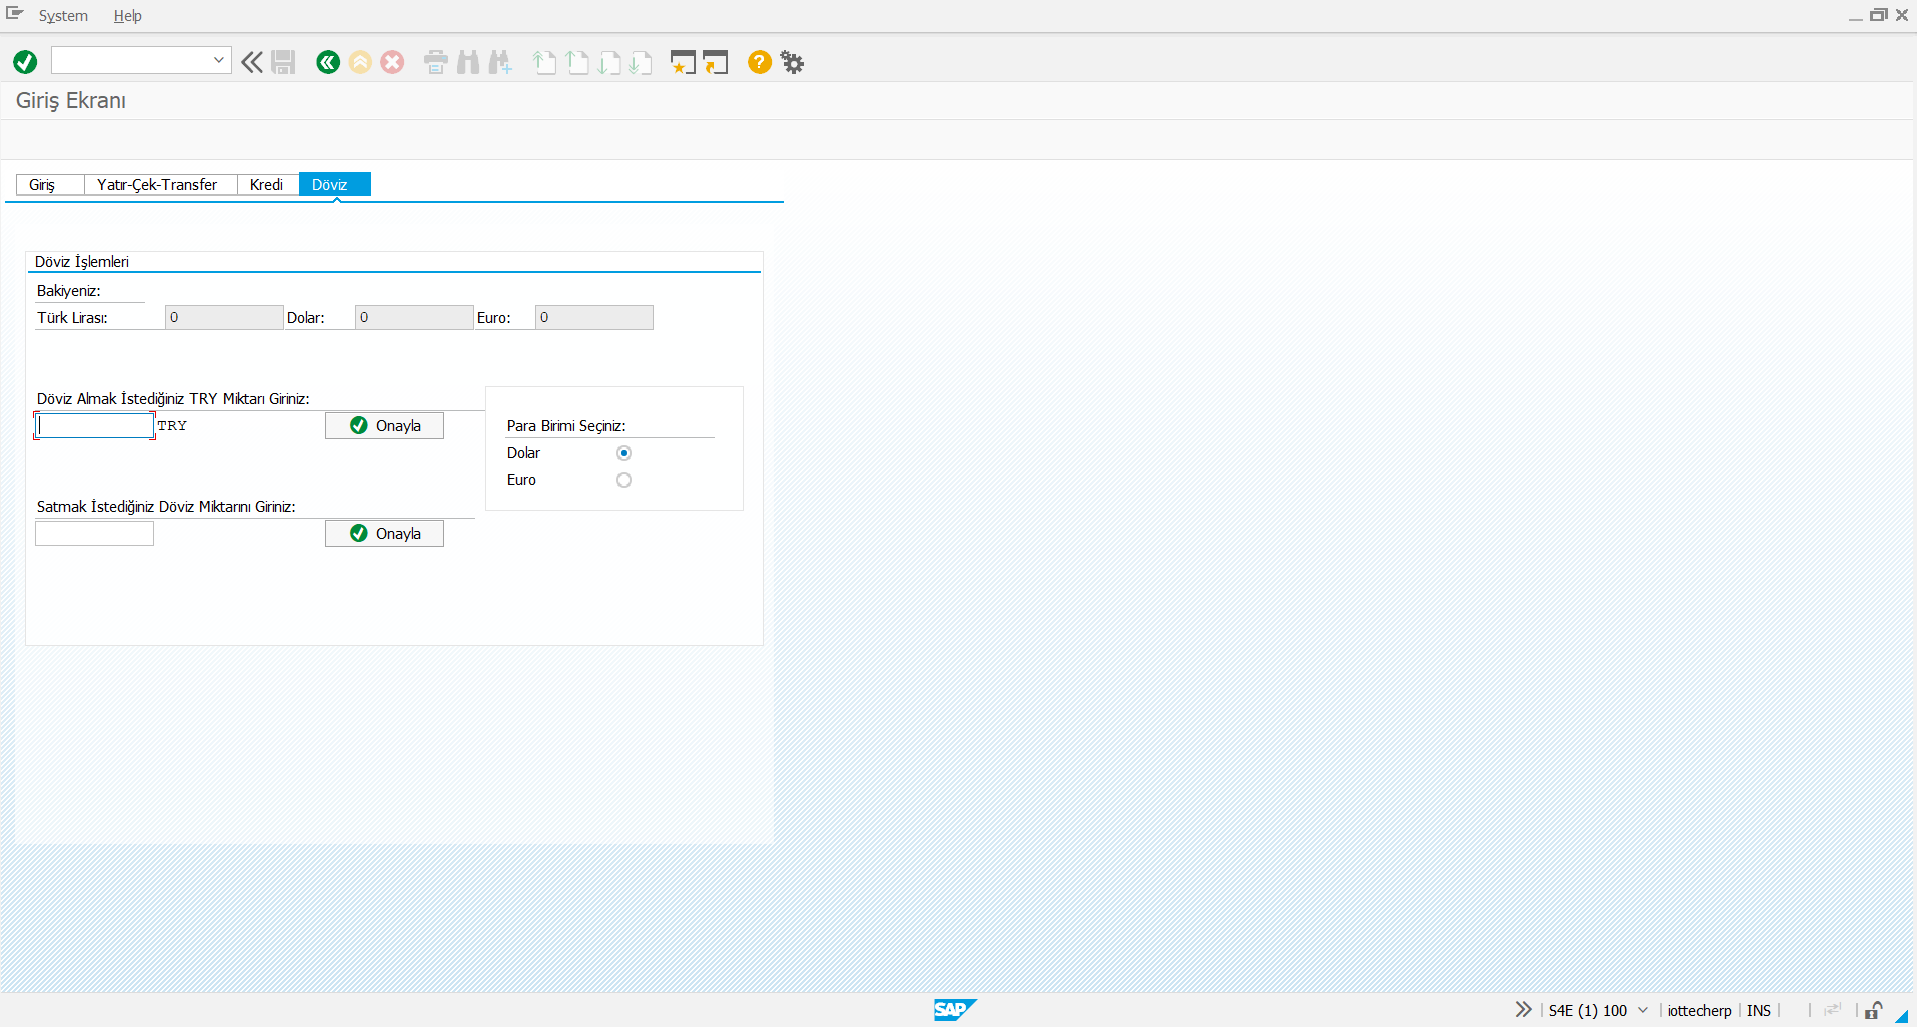 System Help
Giriş Ekranı
Giriş Yatır-Çek-Transfer Kredi Döviz
Döviz İşlemleri
Bakiyeniz:
Türk Lirası: 0 Dolar: 0 Euro: 0
Döviz Almak İstediğiniz TRY Miktarı Giriniz:
TRY Onayla
Para Birimi Seçiniz:
Dolar
Euro
Satmak İstediğiniz Döviz Miktarını Giriniz:
Onayla
SAP S4E (1) 100 iottecherp INS